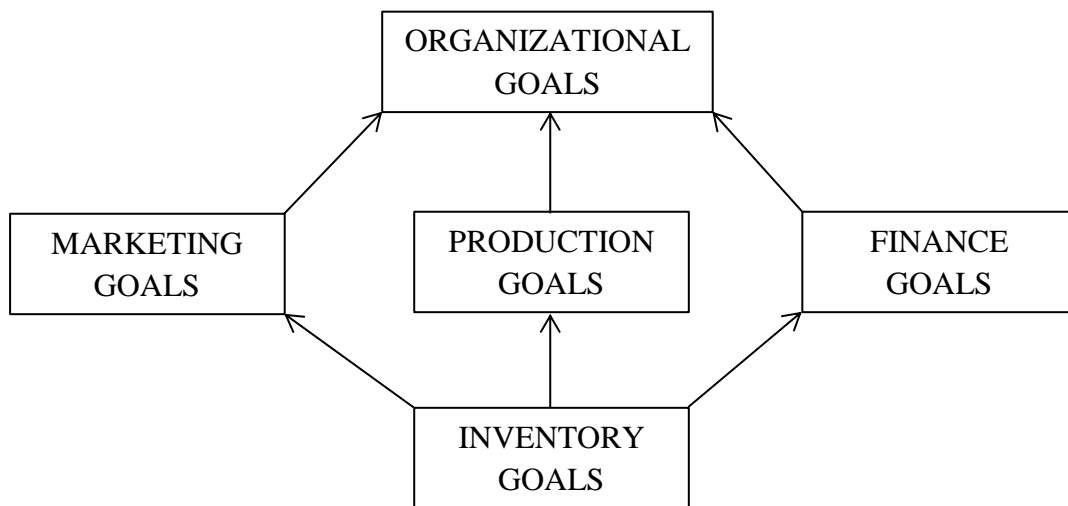 ORGANIZATIONAL
GOALS
MARKETING
GOALS
PRODUCTION
GOALS
FINANCE
GOALS
INVENTORY
GOALS